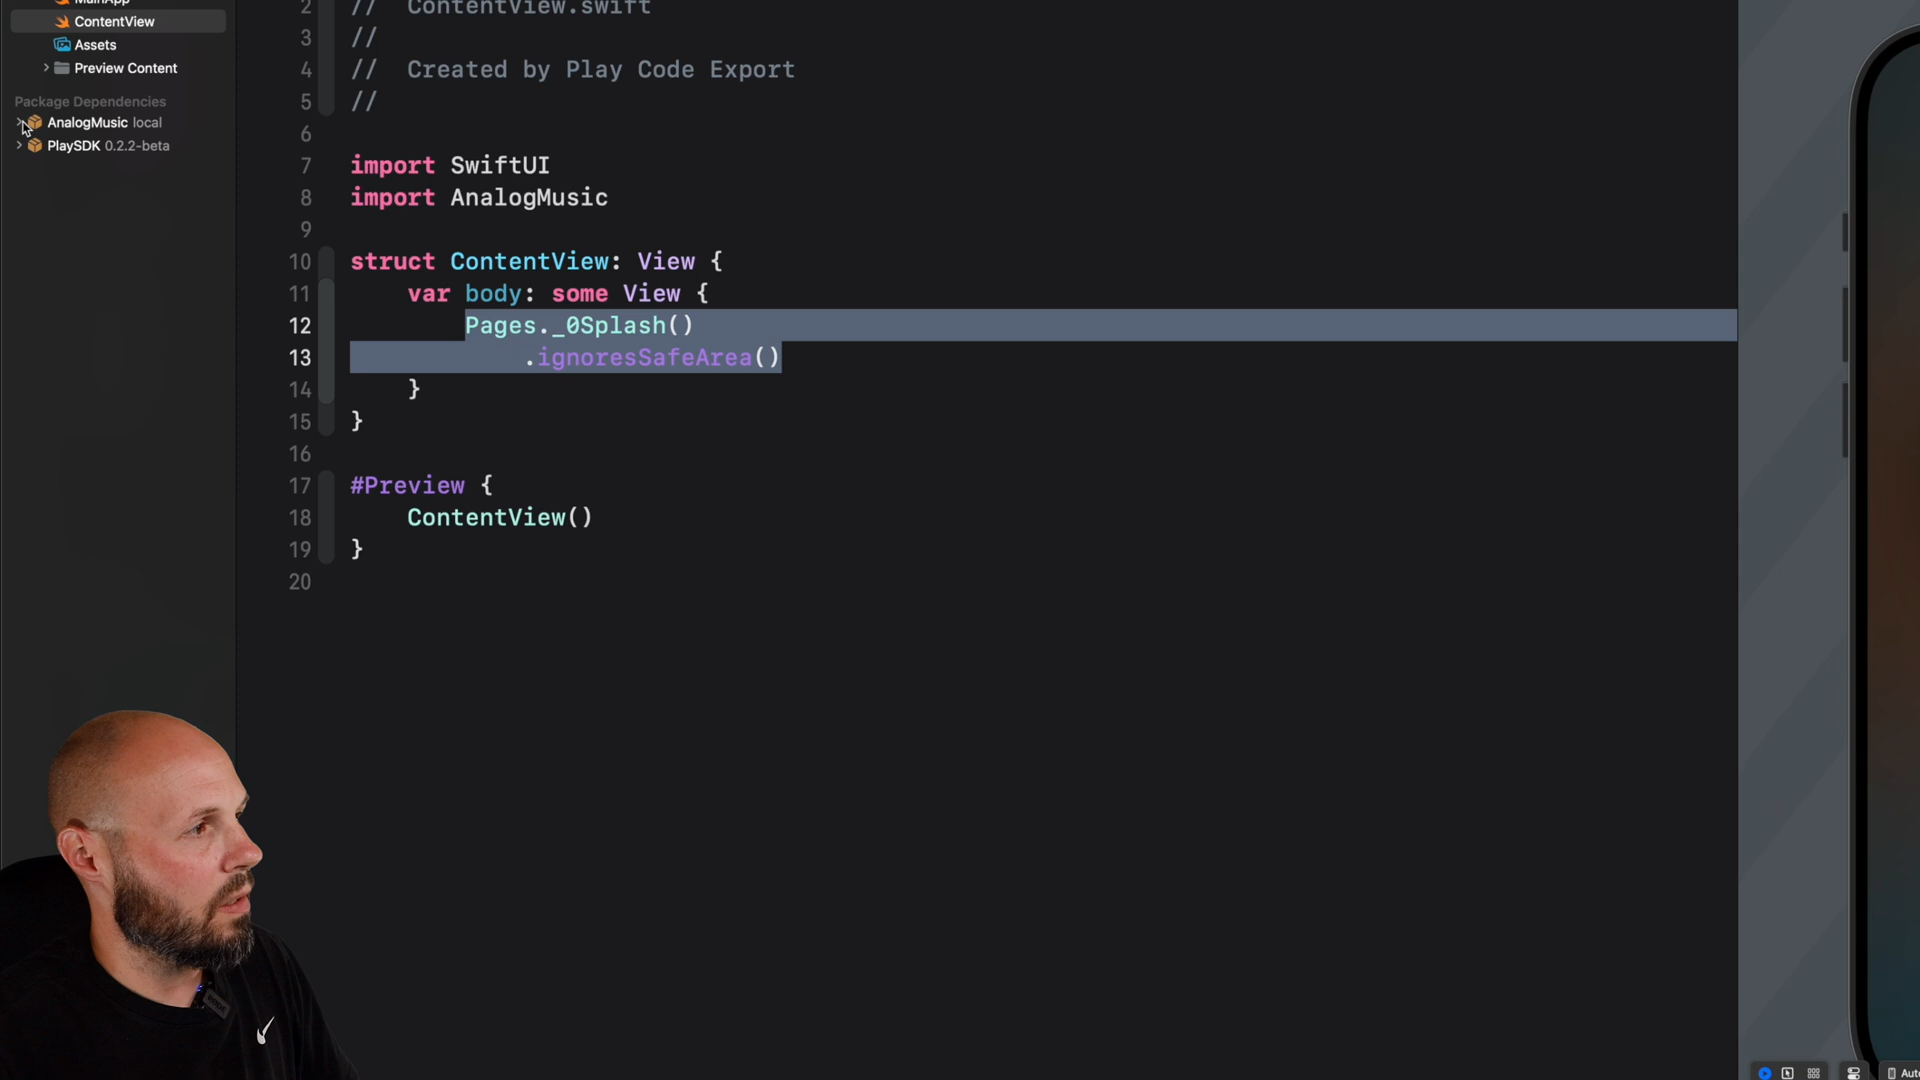 MainApp
ContentView
Assets
Preview Content
Package Dependencies
AnalogMusic local
PlaySDK 0.2.2-beta
2 //  ContentView.swift
3 //
4 //  Created by Play Code Export
5 //
6
7 import SwiftUI
8 import AnalogMusic
9
10 struct ContentView: View {
11     var body: some View {
12         Pages._0Splash()
13             .ignoresSafeArea()
14     }
15 }
16
17 #Preview {
18     ContentView()
19 }
20